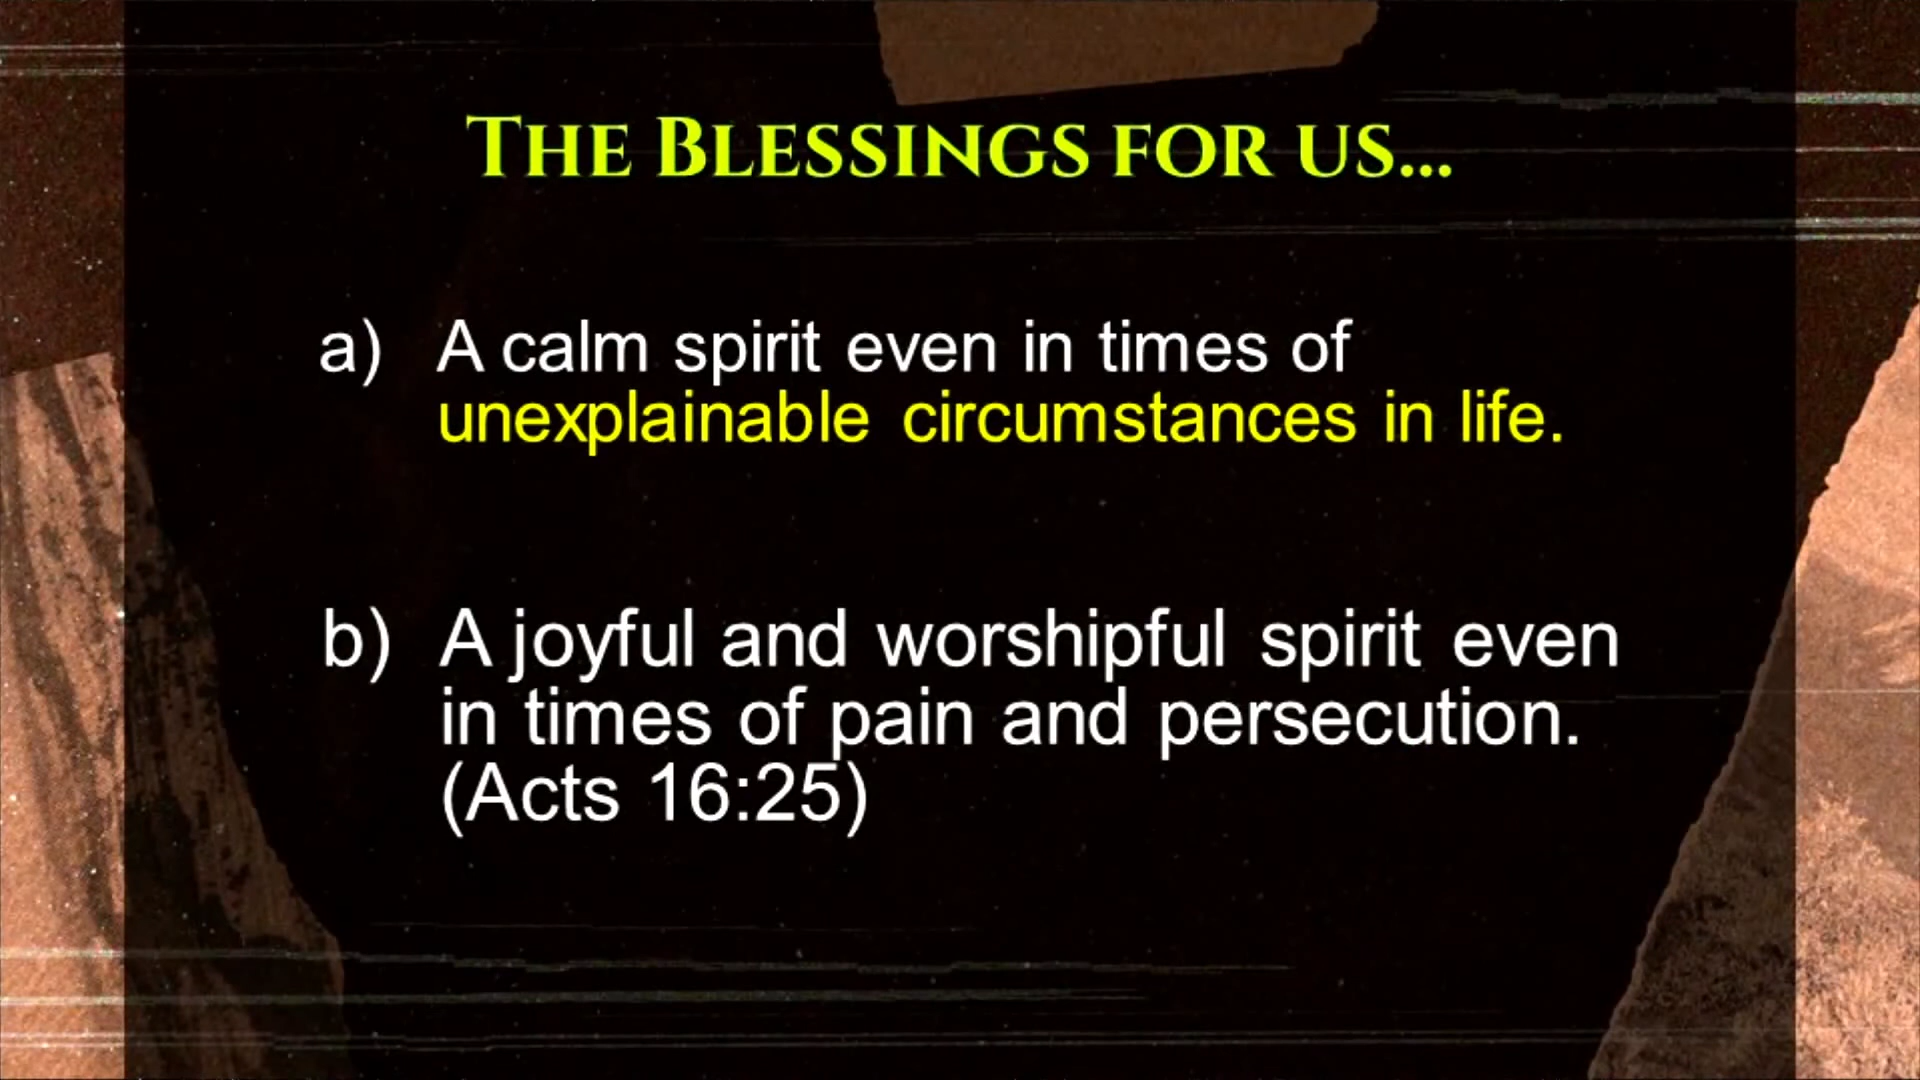 The Blessings for us...
a) A calm spirit even in times of
unexplainable circumstances in life.
b) A joyful and worshipful spirit even
in times of pain and persecution.
(Acts 16:25)